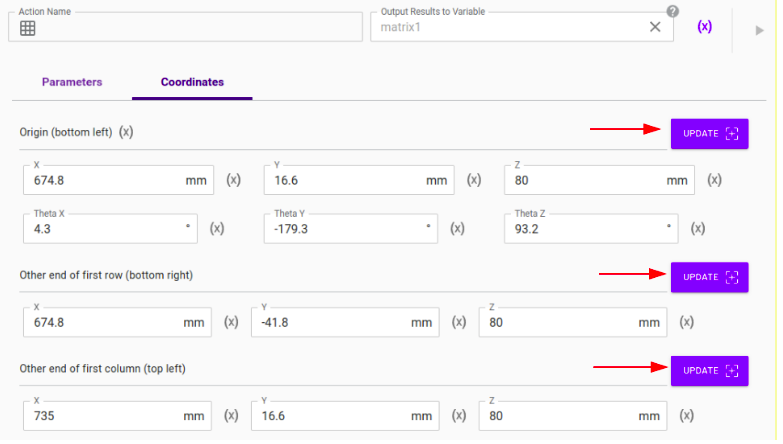 Action Name
Output Results to Variable
?
matrix1
(x)
Parameters
Coordinates
Origin (bottom left) (x)
UPDATE
X
674.8 mm (x)
Y
16.6 mm (x)
Z
80 mm (x)
Theta X
4.3 ° (x)
Theta Y
-179.3 ° (x)
Theta Z
93.2 ° (x)
Other end of first row (bottom right)
UPDATE
X
674.8 mm (x)
Y
-41.8 mm (x)
Z
80 mm (x)
Other end of first column (top left)
UPDATE
X
735 mm (x)
Y
16.6 mm (x)
Z
80 mm (x)